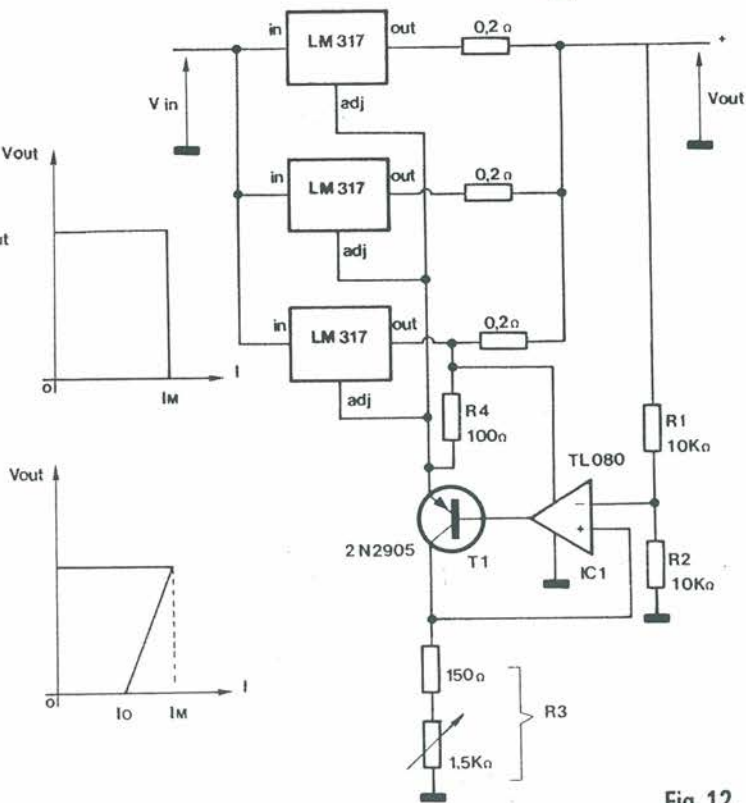 in
LM 317
out
0,2 Ω
+
V in
adj
Vout
Vout
in
LM 317
out
0,2 Ω
ut
adj
in
LM 317
out
0,2 Ω
o
IM
I
adj
R4
100Ω
R1
10KΩ
TL080
Vout
−
+
2N2905
T1
IC1
R2
10KΩ
o
IO
IM
I
150 Ω
R3
1,5KΩ
Fig. 12